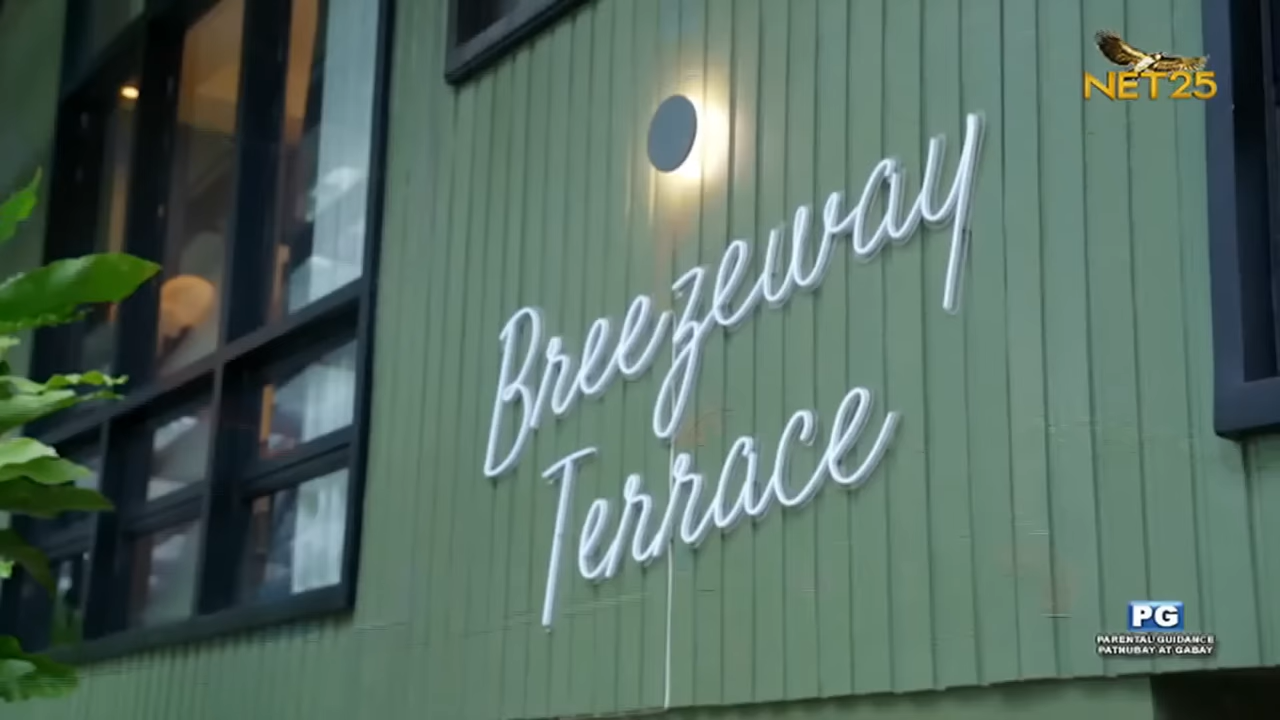 NET25
Breezeway
Terrace
PG
PARENTAL GUIDANCE
PATNUBAY AT GABAY